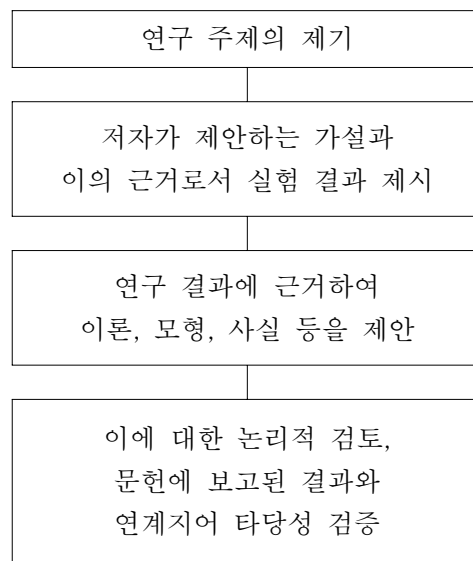 연구 주제의 제기
저자가 제안하는 가설과
이의 근거로서 실험 결과 제시
연구 결과에 근거하여
이론, 모형, 사실 등을 제안
이에 대한 논리적 검토,
문헌에 보고된 결과와
연계지어 타당성 검증